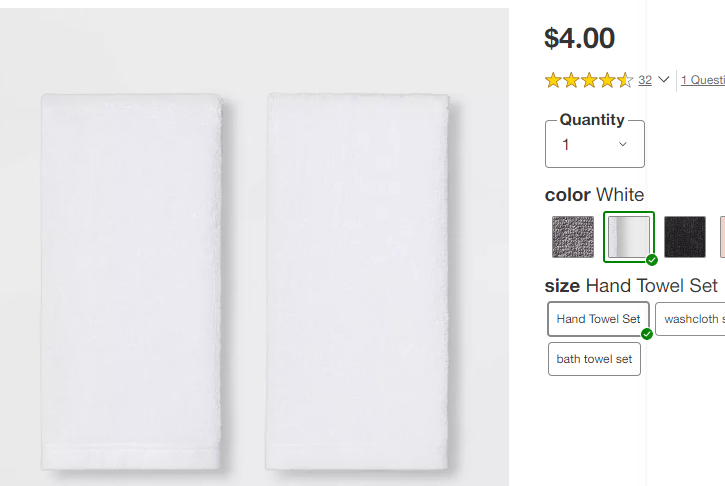 $4.00
32
1 Questi
Quantity
1
color White
size Hand Towel Set
Hand Towel Set
washcloth s
bath towel set